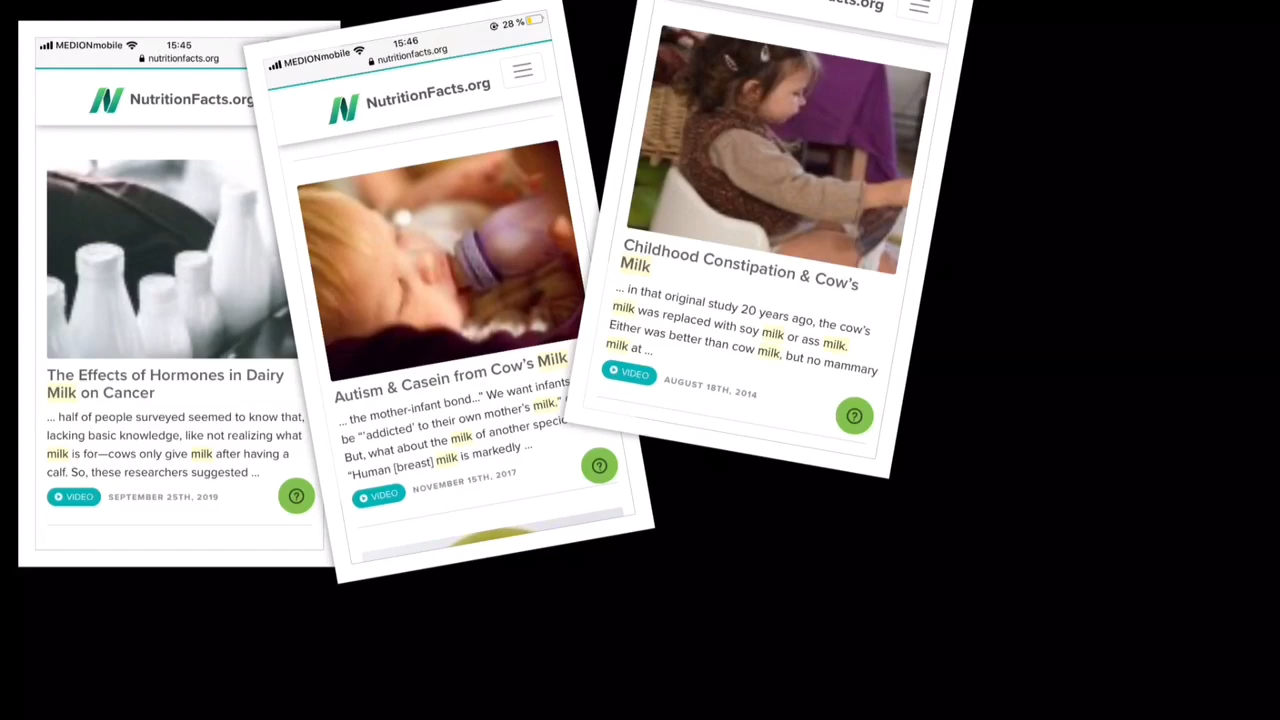 MEDIONmobile
15:45
nutritionfacts.org
NutritionFacts.org
The Effects of Hormones in Dairy
Milk on Cancer
... half of people surveyed seemed to know that,
lacking basic knowledge, like not realizing what
milk is for—cows only give milk after having a
calf. So, these researchers suggested ...
VIDEO
SEPTEMBER 25TH, 2019
MEDIONmobile
15:46
28 %
nutritionfacts.org
NutritionFacts.org
Autism & Casein from Cow's Milk
... the mother-infant bond..." We want infants
be "'addicted' to their own mother's milk."
But, what about the milk of another
"Human [breast] milk is markedly ...
VIDEO
NOVEMBER 15TH, 2017
Childhood Constipation & Cow's
Milk
... in that original study 20 years ago, the cow's
milk was replaced with soy milk or ass milk.
Either was better than cow milk, but no mammary
milk at ...
VIDEO
AUGUST 18TH, 2014